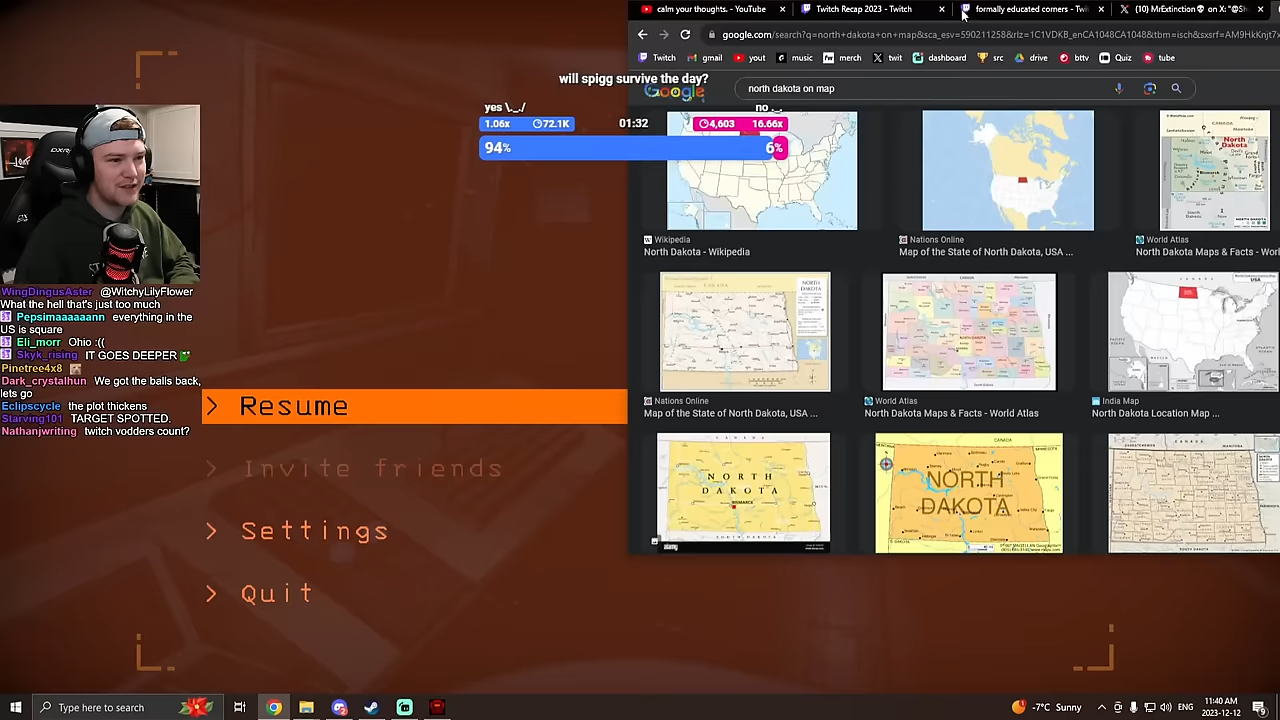 calm your thoughts. - YouTube
Twitch Recap 2023 - Twitch
formally educated corners - Twi
(10) MrExtinction on X: "@S
google.com/search?q=north+dakota+on+map&sca_esv=590211258&rlz=1C1VDKB_enCA1048CA1048&tbm=isch&sxsrf=AM9HkKnjt7
Twitch
gmail
yout
music
merch
twit
dashboard
src
drive
bttv
Quiz
tube
will spigg survive the day?
Google
north dakota on map
yes \._./
no ._.
1.06x
72.1K
01:32
4,603
16.66x
94%
6%
Wikipedia
North Dakota - Wikipedia
Nations Online
Map of the State of North Dakota, USA ...
World Atlas
North Dakota Maps & Facts - Worl
Nations Online
Map of the State of North Dakota, USA ...
World Atlas
North Dakota Maps & Facts - World Atlas
India Map
North Dakota Location Map ...
NORTH
DAKOTA
BISMARCK
NORTH
DAKOTA
alamy
DXR
WingDingusAster @WitchyLilyFlower
What the hell that's just too much
Pepsimaaaaaann everything in the
US is square
Eli_morr Ohio :((
Skyk_rising IT GOES DEEPER
Pinetree4x8
Dark_crystalhun We got the balls back,
lets go
Eclipscycle the plot thickens
Starving101 TARGET SPOTTED.
Nathanjwriting twitch vodders count?
> Resume
> Invite friends
> Settings
> Quit
Type here to search
-7°C Sunny
ENG
11:40 AM
2023-12-12